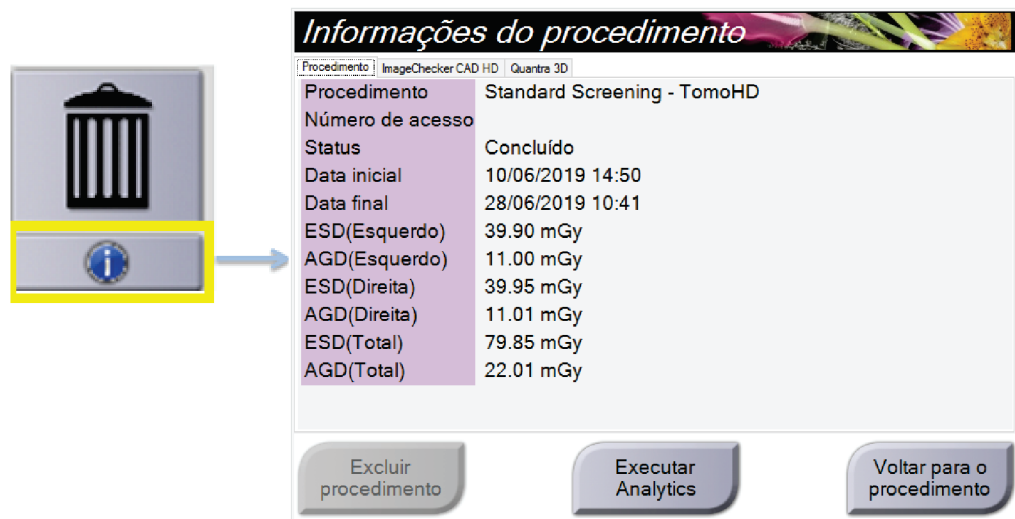 Informações do procedimento
Procedimento ImageChecker CAD HD Quantra 3D
Procedimento Standard Screening - TomoHD
Número de acesso
Status Concluído
Data inicial 10/06/2019 14:50
Data final 28/06/2019 10:41
ESD(Esquerdo) 39.90 mGy
AGD(Esquerdo) 11.00 mGy
ESD(Direita) 39.95 mGy
AGD(Direita) 11.01 mGy
ESD(Total) 79.85 mGy
AGD(Total) 22.01 mGy
Excluir
procedimento
Executar
Analytics
Voltar para o
procedimento